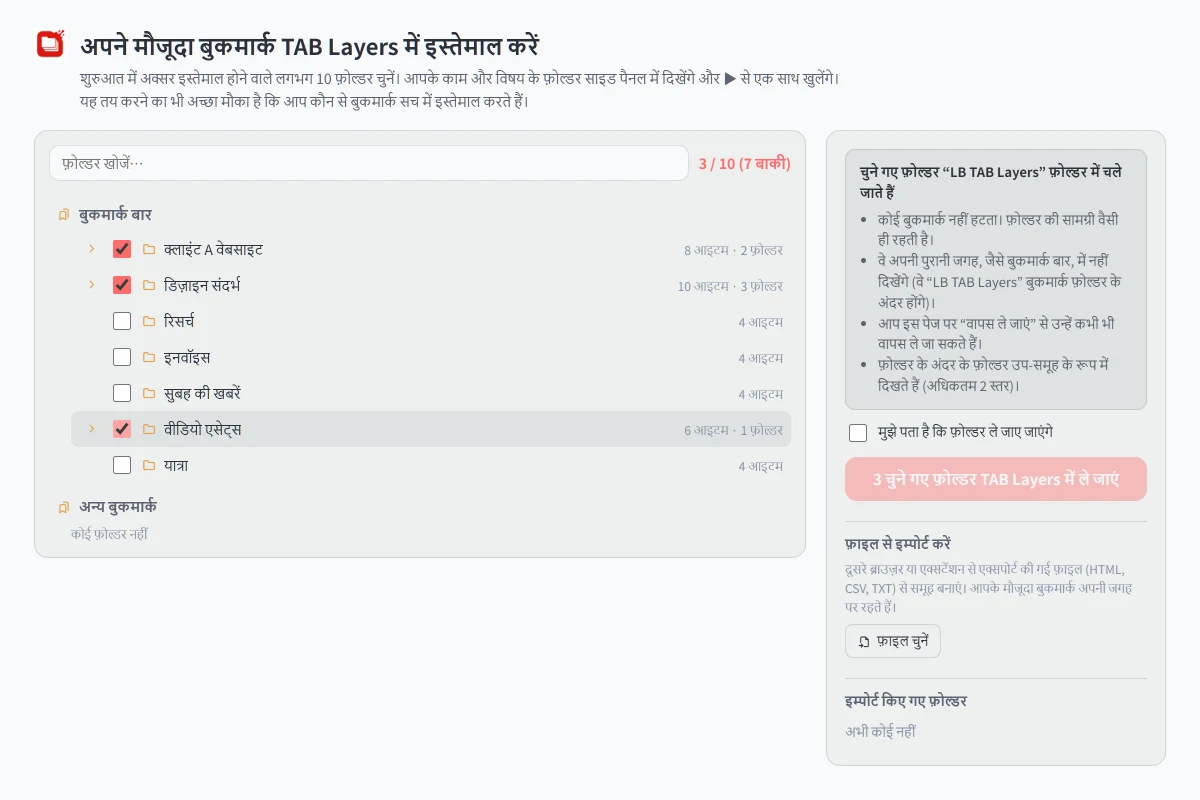 अपने मौजूदा बुकमार्क TAB Layers में इस्तेमाल करें
शुरुआत में अक्सर इस्तेमाल होने वाले लगभग 10 फ़ोल्डर चुनें। आपके काम और विषय के फ़ोल्डर साइड पैनल में दिखेंगे और ▶ से एक साथ खुलेंगे।
यह तय करने का भी अच्छा मौका है कि आप कौन से बुकमार्क सच में इस्तेमाल करते हैं।
फ़ोल्डर खोजें…
3 / 10 (7 बाकी)
बुकमार्क बार
क्लाइंट A वेबसाइट
8 आइटम · 2 फ़ोल्डर
डिज़ाइन संदर्भ
10 आइटम · 3 फ़ोल्डर
रिसर्च
4 आइटम
इनवॉइस
4 आइटम
सुबह की खबरें
4 आइटम
वीडियो एसेट्स
6 आइटम · 1 फ़ोल्डर
यात्रा
4 आइटम
अन्य बुकमार्क
कोई फ़ोल्डर नहीं
चुने गए फ़ोल्डर “LB TAB Layers” फ़ोल्डर में चले
जाते हैं
• कोई बुकमार्क नहीं हटता। फ़ोल्डर की सामग्री वैसी
ही रहती है।
• वे अपनी पुरानी जगह, जैसे बुकमार्क बार, में नहीं
दिखेंगे (वे “LB TAB Layers” बुकमार्क फ़ोल्डर के
अंदर होंगे)।
• आप इस पेज पर “वापस ले जाएं” से उन्हें कभी भी
वापस ले जा सकते हैं।
• फ़ोल्डर के अंदर के फ़ोल्डर उप-समूह के रूप में
दिखते हैं (अधिकतम 2 स्तर)।
मुझे पता है कि फ़ोल्डर ले जाए जाएंगे
3 चुने गए फ़ोल्डर TAB Layers में ले जाएं
फ़ाइल से इम्पोर्ट करें
दूसरे ब्राउज़र या एक्सटेंशन से एक्सपोर्ट की गई फ़ाइल (HTML,
CSV, TXT) से समूह बनाएं। आपके मौजूदा बुकमार्क अपनी जगह
पर रहते हैं।
फ़ाइल चुनें
इम्पोर्ट किए गए फ़ोल्डर
अभी कोई नहीं